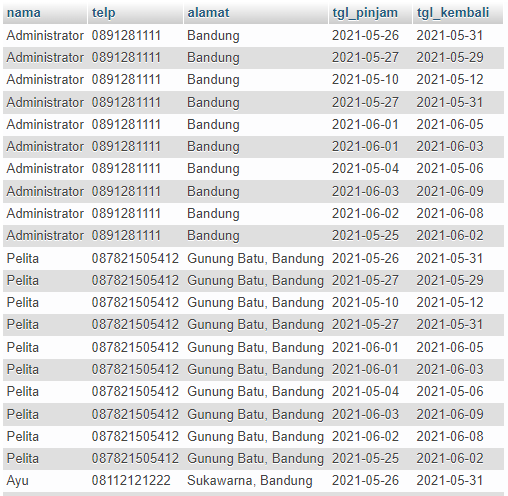 nama telp alamat tgl_pinjam tgl_kembali
Administrator 0891281111 Bandung 2021-05-26 2021-05-31
Administrator 0891281111 Bandung 2021-05-27 2021-05-29
Administrator 0891281111 Bandung 2021-05-10 2021-05-12
Administrator 0891281111 Bandung 2021-05-27 2021-05-31
Administrator 0891281111 Bandung 2021-06-01 2021-06-05
Administrator 0891281111 Bandung 2021-06-01 2021-06-03
Administrator 0891281111 Bandung 2021-05-04 2021-05-06
Administrator 0891281111 Bandung 2021-06-03 2021-06-09
Administrator 0891281111 Bandung 2021-06-02 2021-06-08
Administrator 0891281111 Bandung 2021-05-25 2021-06-02
Pelita 087821505412 Gunung Batu, Bandung 2021-05-26 2021-05-31
Pelita 087821505412 Gunung Batu, Bandung 2021-05-27 2021-05-29
Pelita 087821505412 Gunung Batu, Bandung 2021-05-10 2021-05-12
Pelita 087821505412 Gunung Batu, Bandung 2021-05-27 2021-05-31
Pelita 087821505412 Gunung Batu, Bandung 2021-06-01 2021-06-05
Pelita 087821505412 Gunung Batu, Bandung 2021-06-01 2021-06-03
Pelita 087821505412 Gunung Batu, Bandung 2021-05-04 2021-05-06
Pelita 087821505412 Gunung Batu, Bandung 2021-06-03 2021-06-09
Pelita 087821505412 Gunung Batu, Bandung 2021-06-02 2021-06-08
Pelita 087821505412 Gunung Batu, Bandung 2021-05-25 2021-06-02
Ayu 08112121222 Sukawarna, Bandung 2021-05-26 2021-05-31